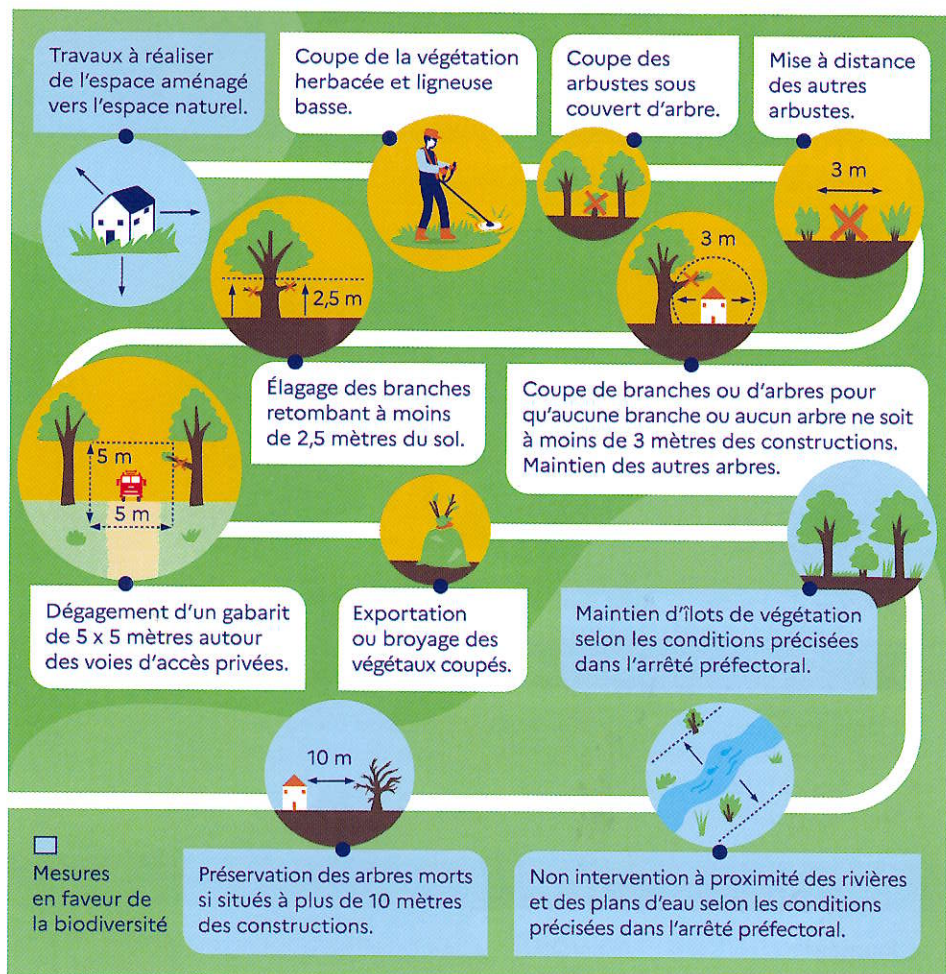 Travaux à réaliser
de l'espace aménagé
vers l'espace naturel.
Coupe de la végétation
herbacée et ligneuse
basse.
Coupe des
arbustes sous
couvert d'arbre.
Mise à distance
des autres
arbustes.
3 m
3 m
2,5 m
Élagage des branches
retombant à moins
de 2,5 mètres du sol.
Coupe de branches ou d'arbres pour
qu'aucune branche ou aucun arbre ne soit
à moins de 3 mètres des constructions.
Maintien des autres arbres.
5 m
5 m
Dégagement d'un gabarit
de 5 x 5 mètres autour
des voies d'accès privées.
Exportation
ou broyage des
végétaux coupés.
Maintien d'îlots de végétation
selon les conditions précisées
dans l'arrêté préfectoral.
10 m
Mesures
en faveur de
la biodiversité
Préservation des arbres morts
si situés à plus de 10 mètres
des constructions.
Non intervention à proximité des rivières
et des plans d'eau selon les conditions
précisées dans l'arrêté préfectoral.